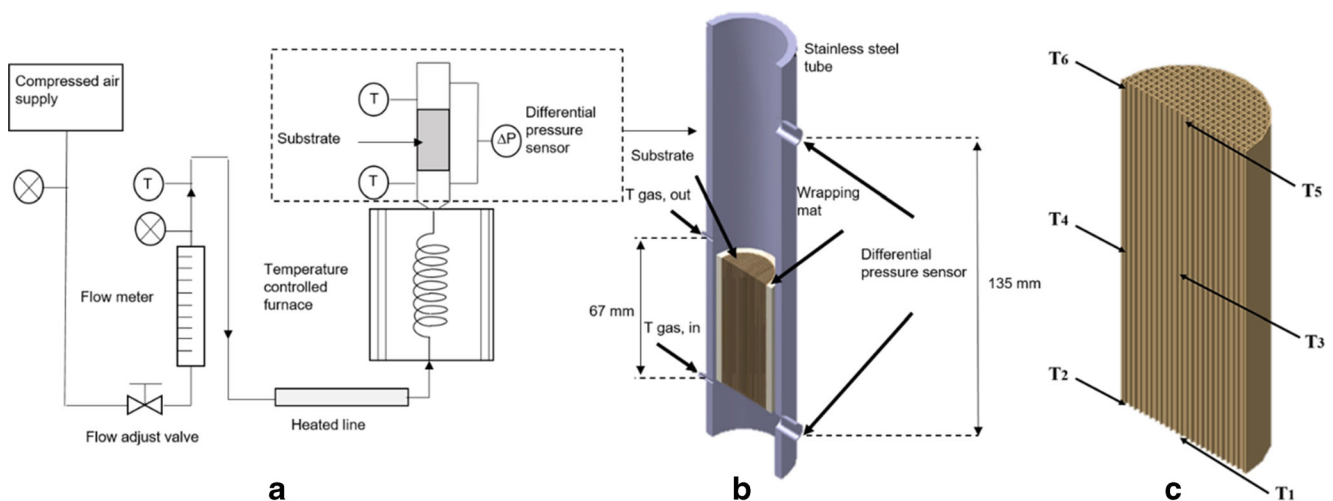 Compressed air
supply
T
Flow meter
Flow adjust valve
Heated line
Temperature
controlled
furnace
Substrate
T
T
ΔP
Differential
pressure
sensor
a
Stainless steel
tube
Substrate
T gas, out
Wrapping
mat
Differential
pressure sensor
67 mm
T gas, in
135 mm
b
T6
T5
T4
T3
T2
T1
c